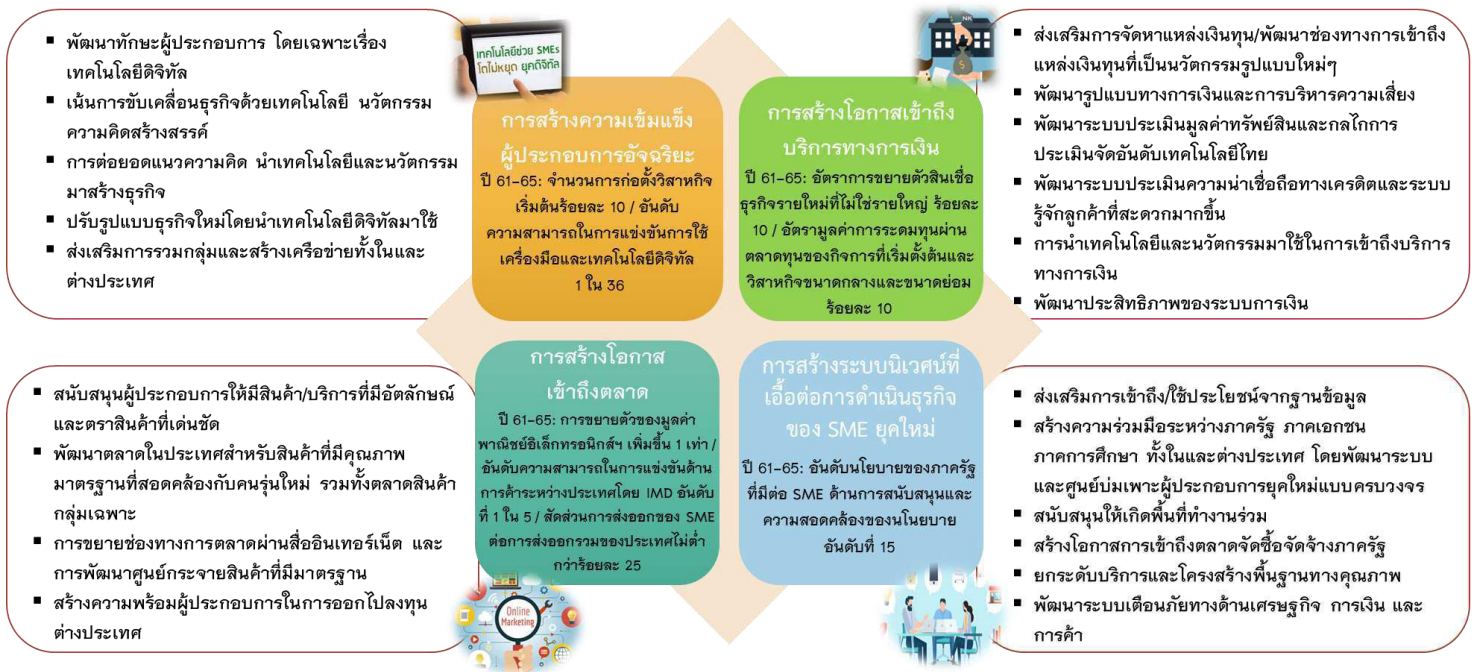 ▪ พัฒนาทักษะผู้ประกอบการ โดยเฉพาะเรื่อง
เทคโนโลยีดิจิทัล
▪ เน้นการขับเคลื่อนธุรกิจด้วยเทคโนโลยี นวัตกรรม
ความคิดสร้างสรรค์
▪ การต่อยอดแนวความคิด นำเทคโนโลยีและนวัตกรรม
มาสร้างธุรกิจ
▪ ปรับรูปแบบธุรกิจใหม่โดยนำเทคโนโลยีดิจิทัลมาใช้
▪ ส่งเสริมการรวมกลุ่มและสร้างเครือข่ายทั้งในและ
ต่างประเทศ
เทคโนโลยีช่วย SMEs
โตไม่หยุด ยุคดิจิทัล
การสร้างความเข้มแข็ง
ผู้ประกอบการอัจฉริยะ
ปี 61-65: จำนวนการก่อตั้งวิสาหกิจ
เริ่มต้นร้อยละ 10 / อันดับ
ความสามารถในการแข่งขันการใช้
เครื่องมือและเทคโนโลยีดิจิทัล
1 ใน 36
NK
การสร้างโอกาสเข้าถึง
บริการทางการเงิน
ปี 61-65: อัตราการขยายตัวสินเชื่อ
ธุรกิจรายใหม่ที่ไม่ใช่รายใหญ่ ร้อยละ
10 / อัตรามูลค่าการระดมทุนผ่าน
ตลาดทุนของกิจการที่เริ่มตั้งต้นและ
วิสาหกิจขนาดกลางและขนาดย่อม
ร้อยละ 10
▪ ส่งเสริมการจัดหาแหล่งเงินทุน/พัฒนาช่องทางการเข้าถึง
แหล่งเงินทุนที่เป็นนวัตกรรมรูปแบบใหม่ๆ
▪ พัฒนารูปแบบทางการเงินและการบริหารความเสี่ยง
▪ พัฒนาระบบประเมินมูลค่าทรัพย์สินและกลไกการ
ประเมินจัดอันดับเทคโนโลยีไทย
▪ พัฒนาระบบประเมินความน่าเชื่อถือทางเครดิตและระบบ
รู้จักลูกค้าที่สะดวกมากขึ้น
▪ การนำเทคโนโลยีและนวัตกรรมมาใช้ในการเข้าถึงบริการ
ทางการเงิน
▪ พัฒนาประสิทธิภาพของระบบการเงิน
▪ สนับสนุนผู้ประกอบการให้มีสินค้า/บริการที่มีอัตลักษณ์
และตราสินค้าที่เด่นชัด
▪ พัฒนาตลาดในประเทศสำหรับสินค้าที่มีคุณภาพ
มาตรฐานที่สอดคล้องกับคนรุ่นใหม่ รวมทั้งตลาดสินค้า
กลุ่มเฉพาะ
▪ การขยายช่องทางการตลาดผ่านสื่ออินเทอร์เน็ต และ
การพัฒนาศูนย์กระจายสินค้าที่มีมาตรฐาน
▪ สร้างความพร้อมผู้ประกอบการในการออกไปลงทุน
ต่างประเทศ
การสร้างโอกาส
เข้าถึงตลาด
ปี 61-65: การขยายตัวของมูลค่า
พาณิชย์อิเล็กทรอนิกส์ฯ เพิ่มขึ้น 1 เท่า /
อันดับความสามารถในการแข่งขันด้าน
การค้าระหว่างประเทศโดย IMD อันดับ
ที่ 1 ใน 5 / สัดส่วนการส่งออกของ SME
ต่อการส่งออกรวมของประเทศไม่ต่ำ
กว่าร้อยละ 25
Online
Marketing
การสร้างระบบนิเวศน์ที่
เอื้อต่อการดำเนินธุรกิจ
ของ SME ยุคใหม่
ปี 61-65: อันดับนโยบายของภาครัฐ
ที่มีต่อ SME ด้านการสนับสนุนและ
ความสอดคล้องของนโนยบาย
อันดับที่ 15
▪ ส่งเสริมการเข้าถึง/ใช้ประโยชน์จากฐานข้อมูล
▪ สร้างความร่วมมือระหว่างภาครัฐ ภาคเอกชน
ภาคการศึกษา ทั้งในและต่างประเทศ โดยพัฒนาระบบ
และศูนย์บ่มเพาะผู้ประกอบการยุคใหม่แบบครบวงจร
▪ สนับสนุนให้เกิดพื้นที่ทำงานร่วม
▪ สร้างโอกาสการเข้าถึงตลาดจัดซื้อจัดจ้างภาครัฐ
▪ ยกระดับบริการและโครงสร้างพื้นฐานทางคุณภาพ
▪ พัฒนาระบบเตือนภัยทางด้านเศรษฐกิจ การเงิน และ
การค้า